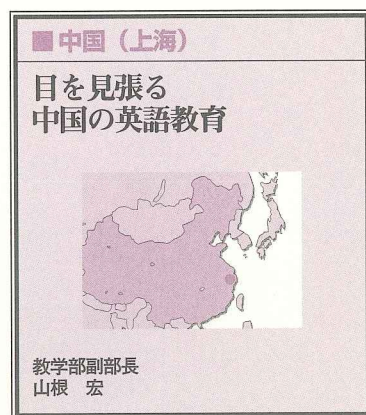 ■中国（上海）
目を見張る
中国の英語教育
教学部副部長
山根　宏